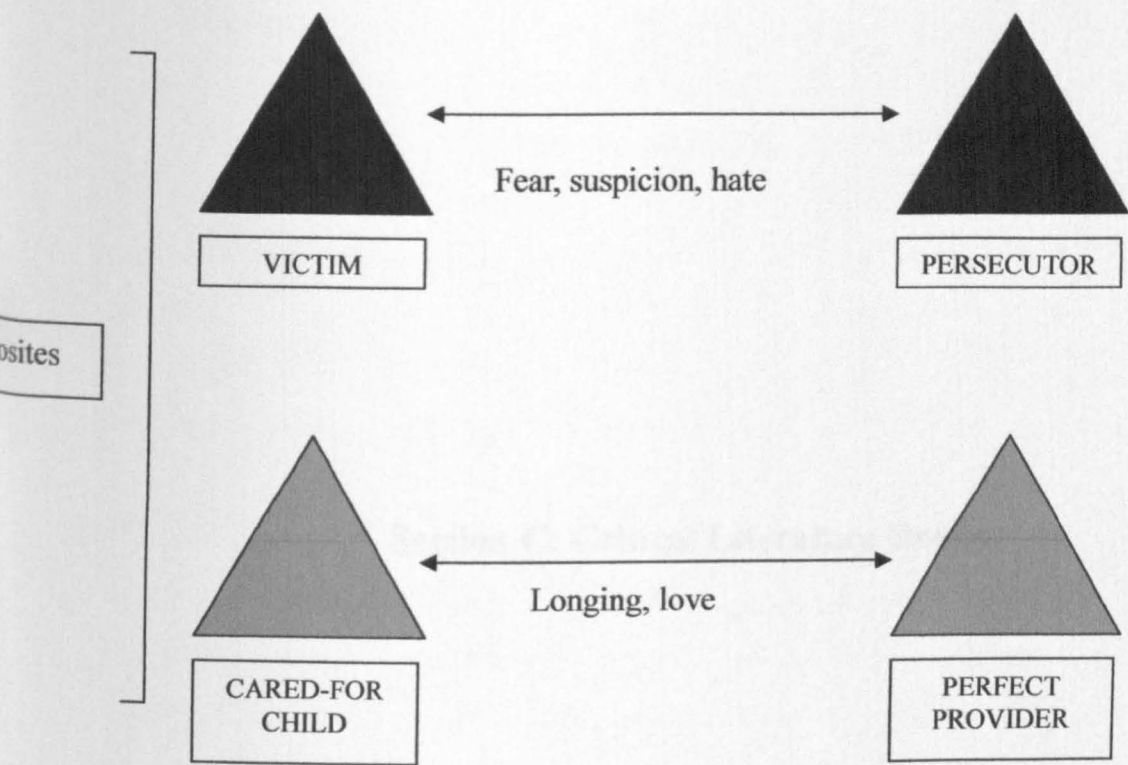 Fear, suspicion, hate
VICTIM
PERSECUTOR
osites
Longing, love
CARED-FOR
CHILD
PERFECT
PROVIDER